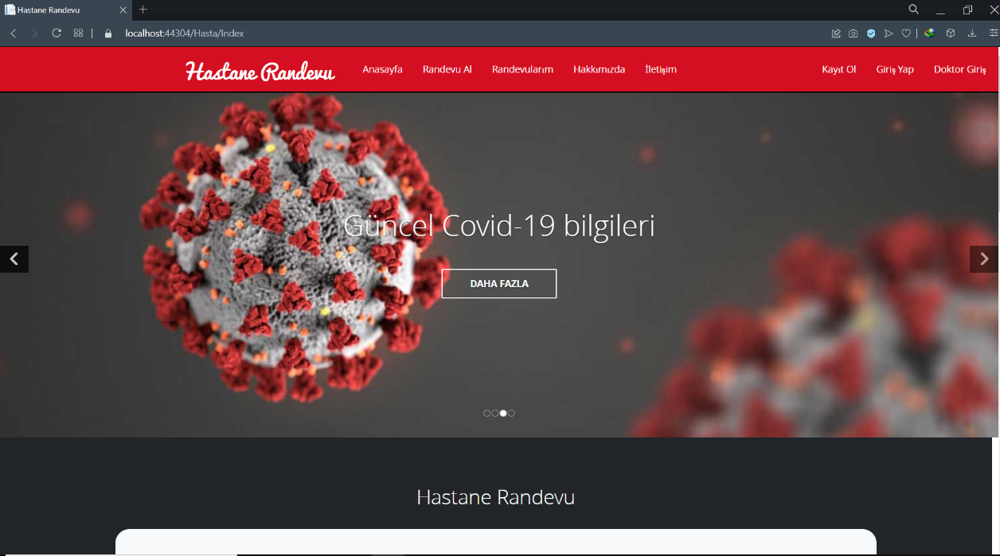 Hastane Randevu
localhost:44304/Hasta/Index
Hastane Randevu Anasayfa Randevu Al Randevularım Hakkımızda İletişim Kayıt Ol Giriş Yap Doktor Giriş
Güncel Covid-19 bilgileri
DAHA FAZLA
Hastane Randevu